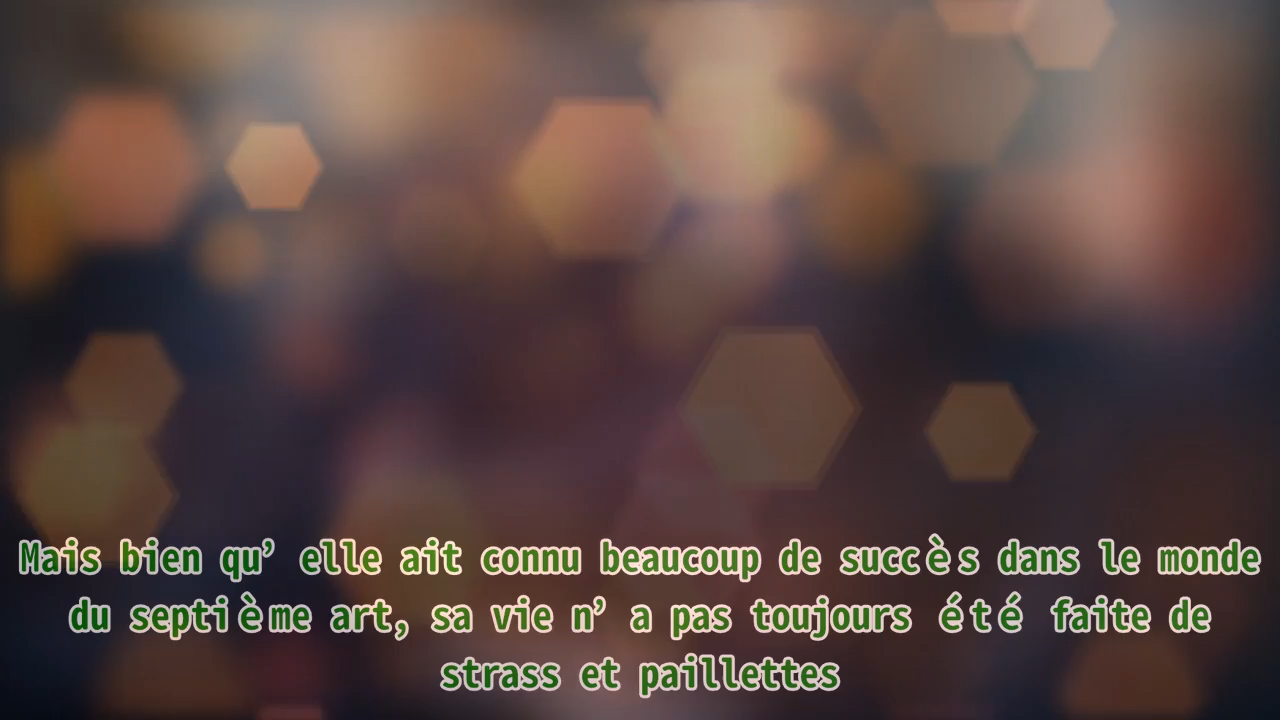 Mais bien qu’ elle ait connu beaucoup de succès dans le monde
du septième art, sa vie n’ a pas toujours été faite de
strass et paillettes